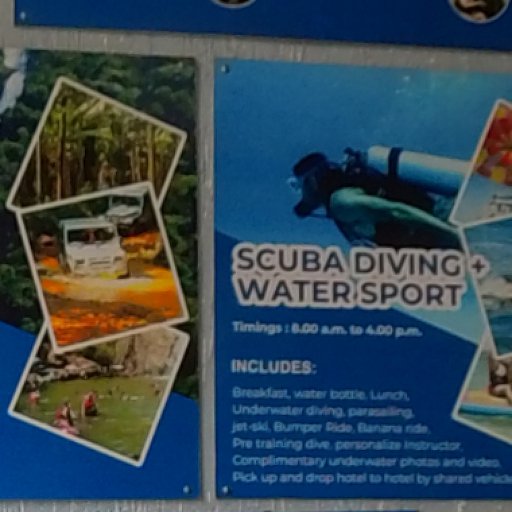 SCUBA DIVING +
WATER SPORT
Timings : 8.00 a.m. to 4.00 p.m.
INCLUDES:
Breakfast, water bottle, Lunch,
Underwater diving, parasailing,
jet-ski, Bumper Ride, Banana ride,
Pre training dive, personalize Instructor,
Complimentary underwater photos and video.
Pick up and drop hotel to hotel by shared vehicle